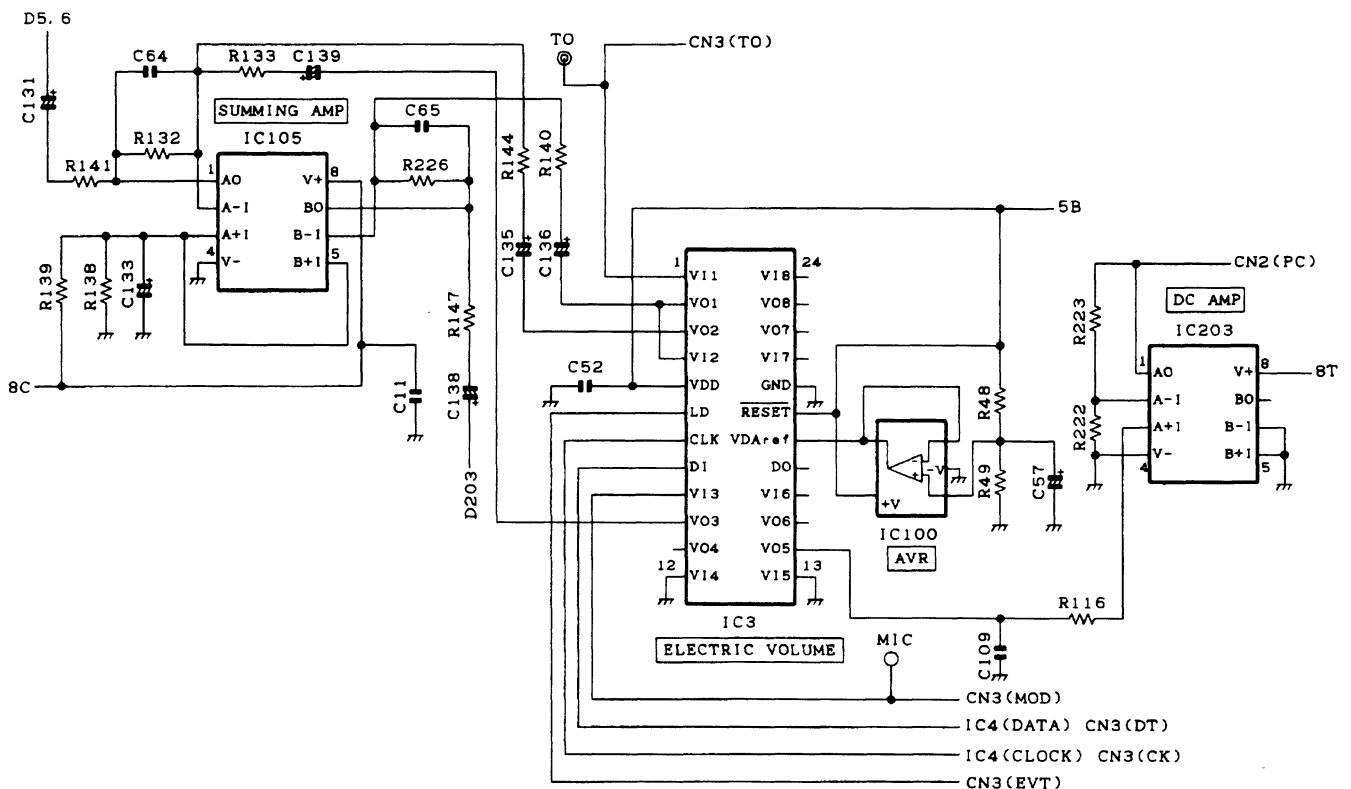 D5.6
C64
R133
C139
TO
CN3(TO)
C131
SUMMING AMP
IC105
C65
R132
R141
R144
R140
R226
1
8
AO
V+
A-I
BO
A+I
B-I
4
5
V-
B+I
5B
R139
R138
C133
C135
C136
R147
C138
D203
8C
C11
C52
1
24
VI1
VI8
VO1
VO8
VO2
VO7
VI2
VI7
VDD
GND
LD
RESET
CLK
VDAref
DI
DO
VI3
VI6
VO3
VO6
VO4
VO5
12
13
VI4
VI5
IC3
ELECTRIC VOLUME
-
+
-V
+V
IC100
AVR
R48
R49
C57
CN2(PC)
DC AMP
IC203
R223
R222
1
8
AO
V+
8T
A-I
BO
A+I
B-I
V-
B+I
4
5
R116
C109
MIC
CN3(MOD)
IC4(DATA) CN3(DT)
IC4(CLOCK) CN3(CK)
CN3(EVT)